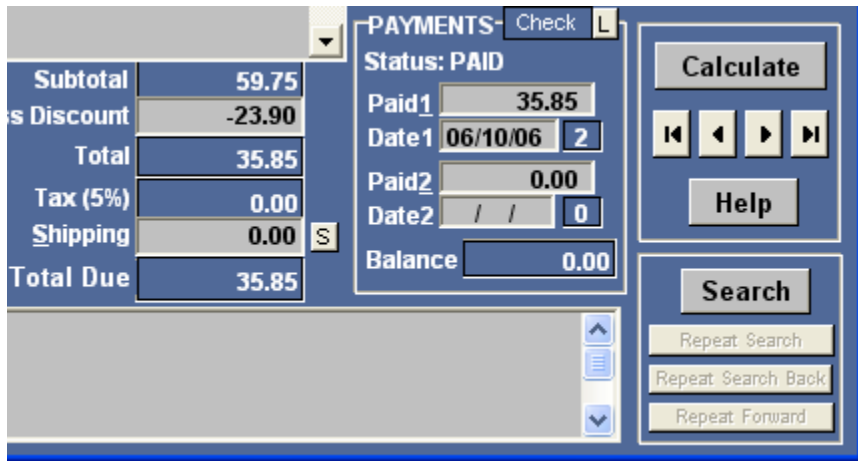 PAYMENTS Check L
Status: PAID
Subtotal 59.75
s Discount -23.90
Total 35.85
Tax (5%) 0.00
Shipping 0.00 S
Total Due 35.85
Paid1 35.85
Date1 06/10/06 2
Paid2 0.00
Date2 / / 0
Balance 0.00
Calculate
Help
Search
Repeat Search
Repeat Search Back
Repeat Forward